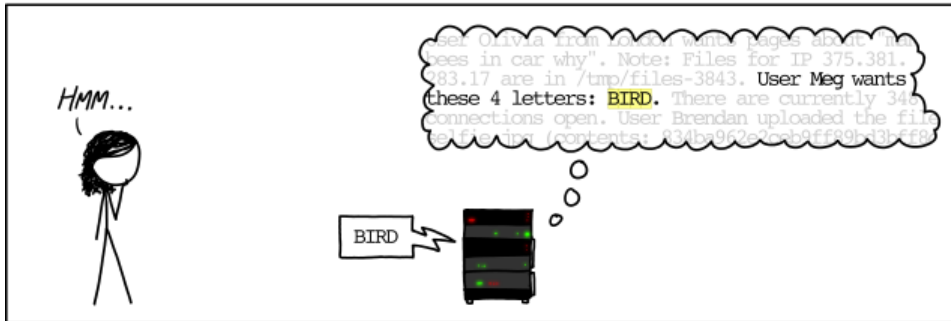 HMM...
User Olivia from London wants pages about "ma
bees in car why". Note: Files for IP 375.381.
283.17 are in /tmp/files-3843. User Meg wants
these 4 letters: BIRD. There are currently 348
connections open. User Brendan uploaded the file
selfie.jpg (contents: 834ba962e2ceb9ff89bd3bff8
BIRD